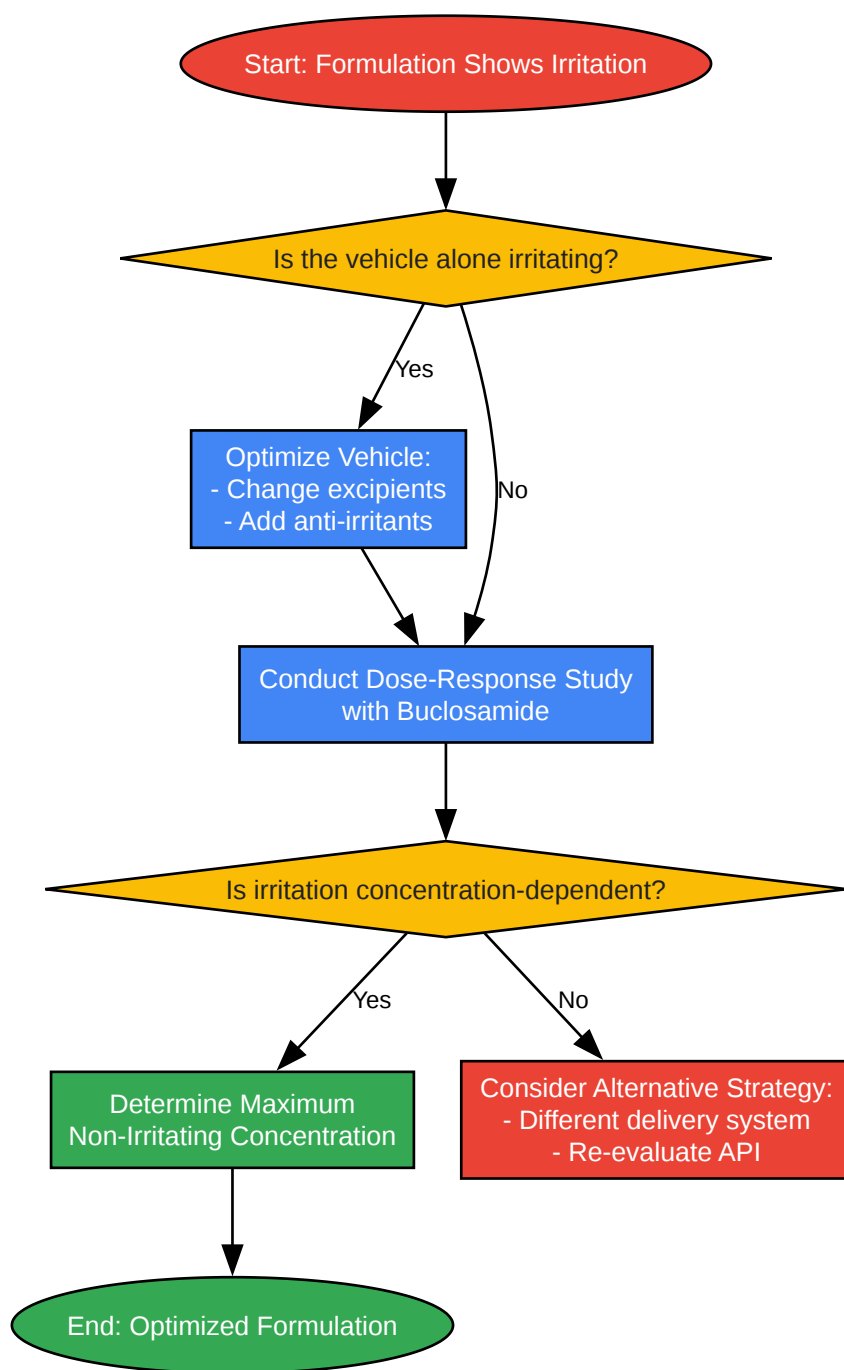 Start: Formulation Shows Irritation
Is the vehicle alone irritating?
Yes
Optimize Vehicle:
- Change excipients
- Add anti-irritants
No
Conduct Dose-Response Study
with Buclosamide
Is irritation concentration-dependent?
Yes
No
Determine Maximum
Non-Irritating Concentration
Consider Alternative Strategy:
- Different delivery system
- Re-evaluate API
End: Optimized Formulation